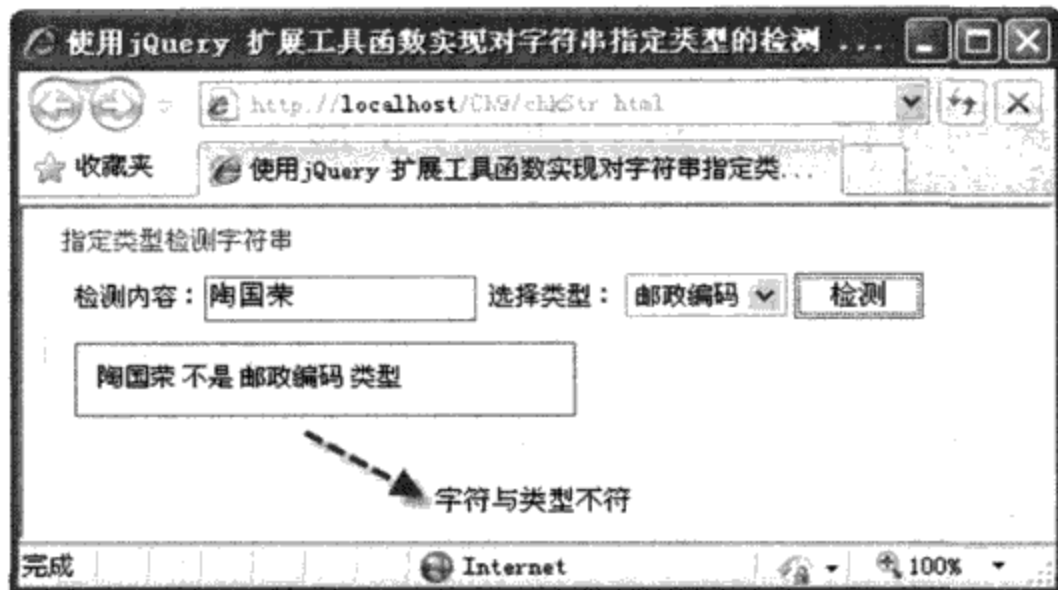 使用jQuery 扩展工具函数实现对字符串指定类型的检测 ...
http://localhost/Ch9/chkStr html
收藏夹
使用jQuery 扩展工具函数实现对字符串指定类...
指定类型检测字符串
检测内容：陶国荣 选择类型： 邮政编码 检测
陶国荣 不是 邮政编码 类型
字符与类型不符
完成 Internet 100%